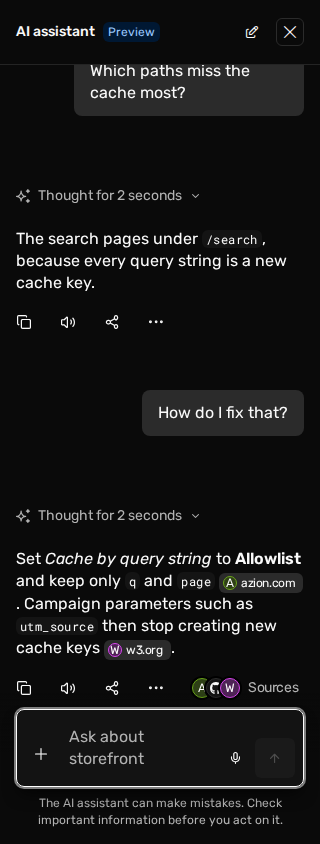 AI assistant Preview
Which paths miss the
cache most?
Thought for 2 seconds
The search pages under /search,
because every query string is a new
cache key.
How do I fix that?
Thought for 2 seconds
Set Cache by query string to Allowlist
and keep only q and page A azion.com
. Campaign parameters such as
utm_source then stop creating new
cache keys W w3.org.
A W Sources
Ask about
storefront
The AI assistant can make mistakes. Check
important information before you act on it.